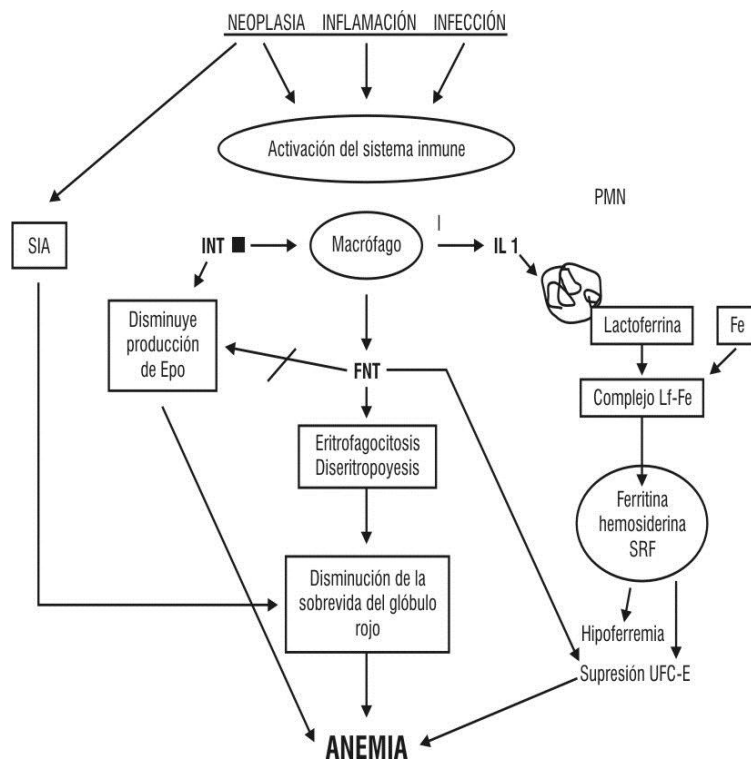 NEOPLASIA INFLAMACIÓN INFECCIÓN
Activación del sistema inmune
PMN
SIA
INT
Macrófago
I
IL 1
Lactoferrina
Fe
Disminuye
producción
de Epo
FNT
Complejo Lf-Fe
Eritrofagocitosis
Diseritropoyesis
Ferritina
hemosiderina
SRF
Disminución de la
sobrevida del glóbulo
rojo
Hipoferremia
Supresión UFC-E
ANEMIA